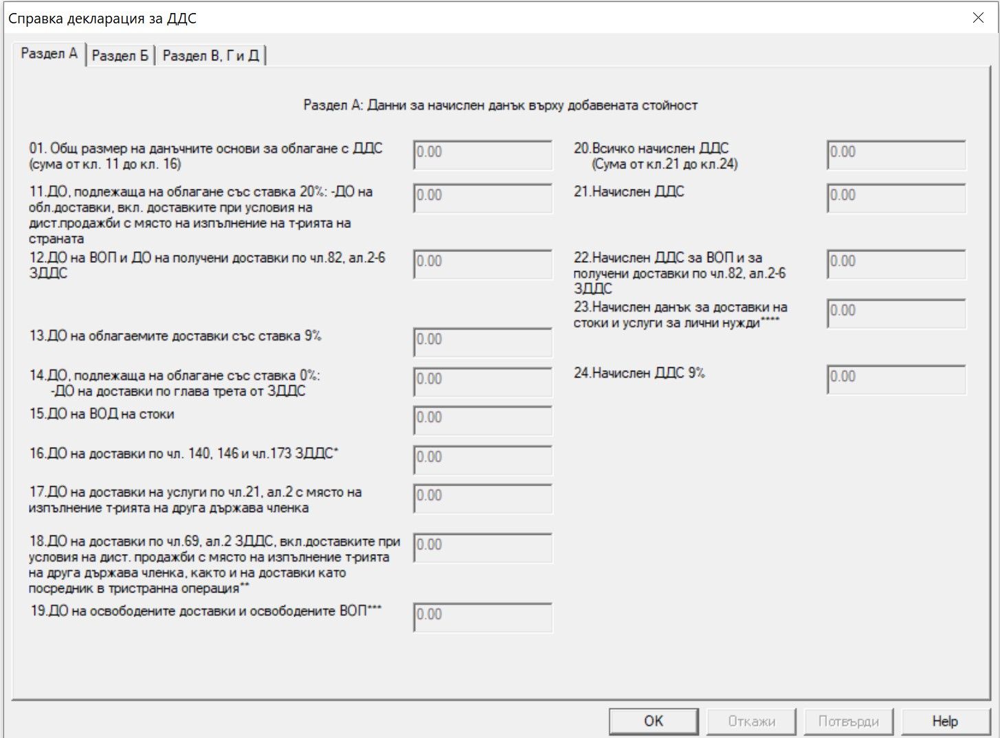 Справка декларация за ДДС
Раздел А
Раздел Б
Раздел В, Г и Д
Раздел А: Данни за начислен данък върху добавената стойност
01. Общ размер на данъчните основи за облагане с ДДС
(сума от кл. 11 до кл. 16)
0.00
20.Всичко начислен ДДС
(Сума от кл.21 до кл.24)
0.00
11.ДО, подлежаща на облагане със ставка 20%: -ДО на
обл.доставки, вкл. доставките при условия на
дист.продажби с място на изпълнение на т-рията на
страната
0.00
21.Начислен ДДС
0.00
12.ДО на ВОП и ДО на получени доставки по чл.82, ал.2-6
ЗДДС
0.00
22.Начислен ДДС за ВОП и за
получени доставки по чл.82, ал.2-6
ЗДДС
0.00
23.Начислен данък за доставки на
стоки и услуги за лични нужди****
0.00
13.ДО на облагаемите доставки със ставка 9%
0.00
14.ДО, подлежаща на облагане със ставка 0%:
-ДО на доставки по глава трета от ЗДДС
0.00
24.Начислен ДДС 9%
0.00
15.ДО на ВОД на стоки
0.00
16.ДО на доставки по чл. 140, 146 и чл.173 ЗДДС*
0.00
17.ДО на доставки на услуги по чл.21, ал.2 с място на
изпълнение т-рията на друга държава членка
0.00
18.ДО на доставки по чл.69, ал.2 ЗДДС, вкл.доставките при
условия на дист. продажби с място на изпълнение т-рията
на друга държава членка, както и на доставки като
посредник в тристранна операция**
0.00
19.ДО на освободените доставки и освободените ВОП***
0.00
OK
Откажи
Потвърди
Help